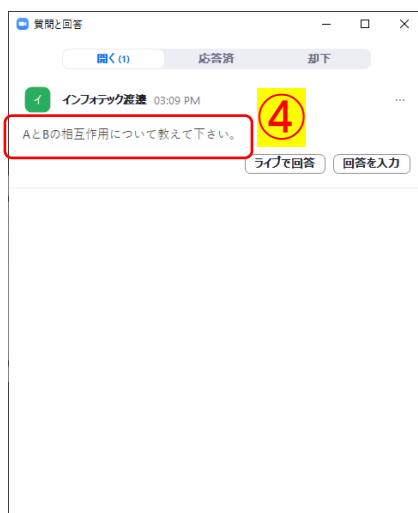 質問と回答
開く(1) 応答済 却下
イ インフォテック渡邊 03:09 PM ...
④
AとBの相互作用について教えて下さい。
ライブで回答 回答を入力